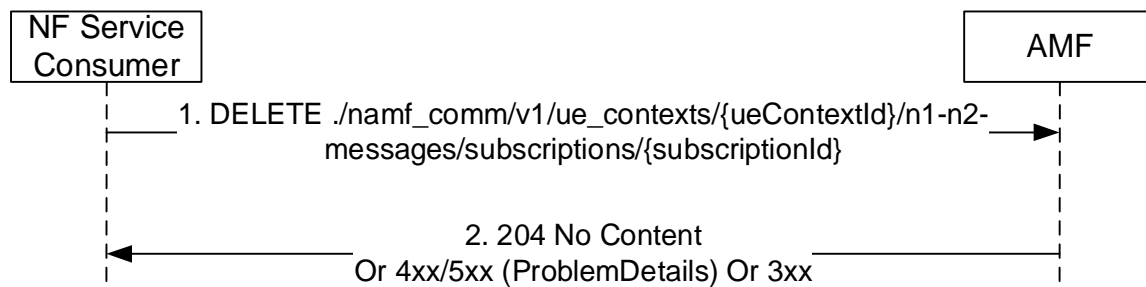 NF Service
Consumer
AMF
1. DELETE ./namf_comm/v1/ue_contexts/{ueContextId}/n1-n2-
messages/subscriptions/{subscriptionId}
2. 204 No Content
Or 4xx/5xx (ProblemDetails) Or 3xx